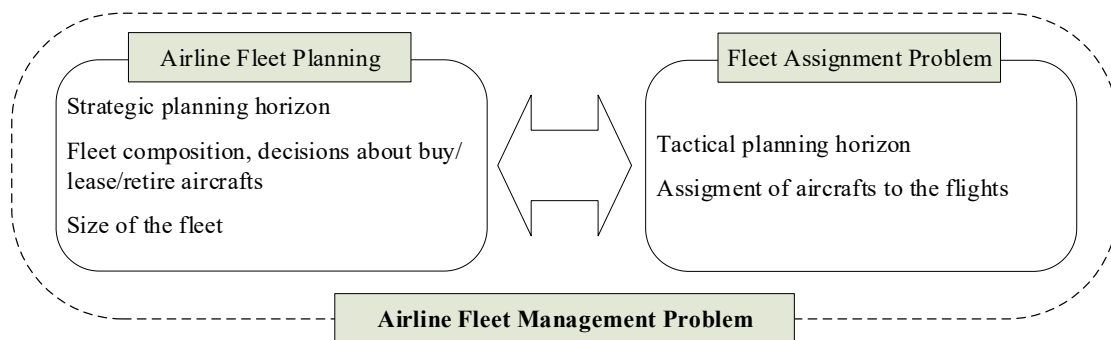 Airline Fleet Planning
Strategic planning horizon
Fleet composition, decisions about buy/
lease/retire aircrafts
Size of the fleet
Fleet Assignment Problem
Tactical planning horizon
Assigment of aircrafts to the flights
Airline Fleet Management Problem